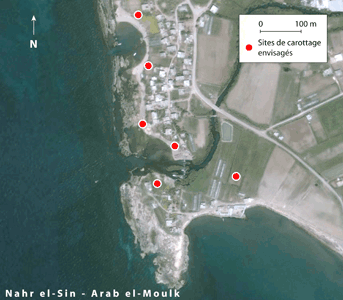 0 100 m
Sites de carottage
envisagés
N
Nahr el-Sin - Arab el-Moulk